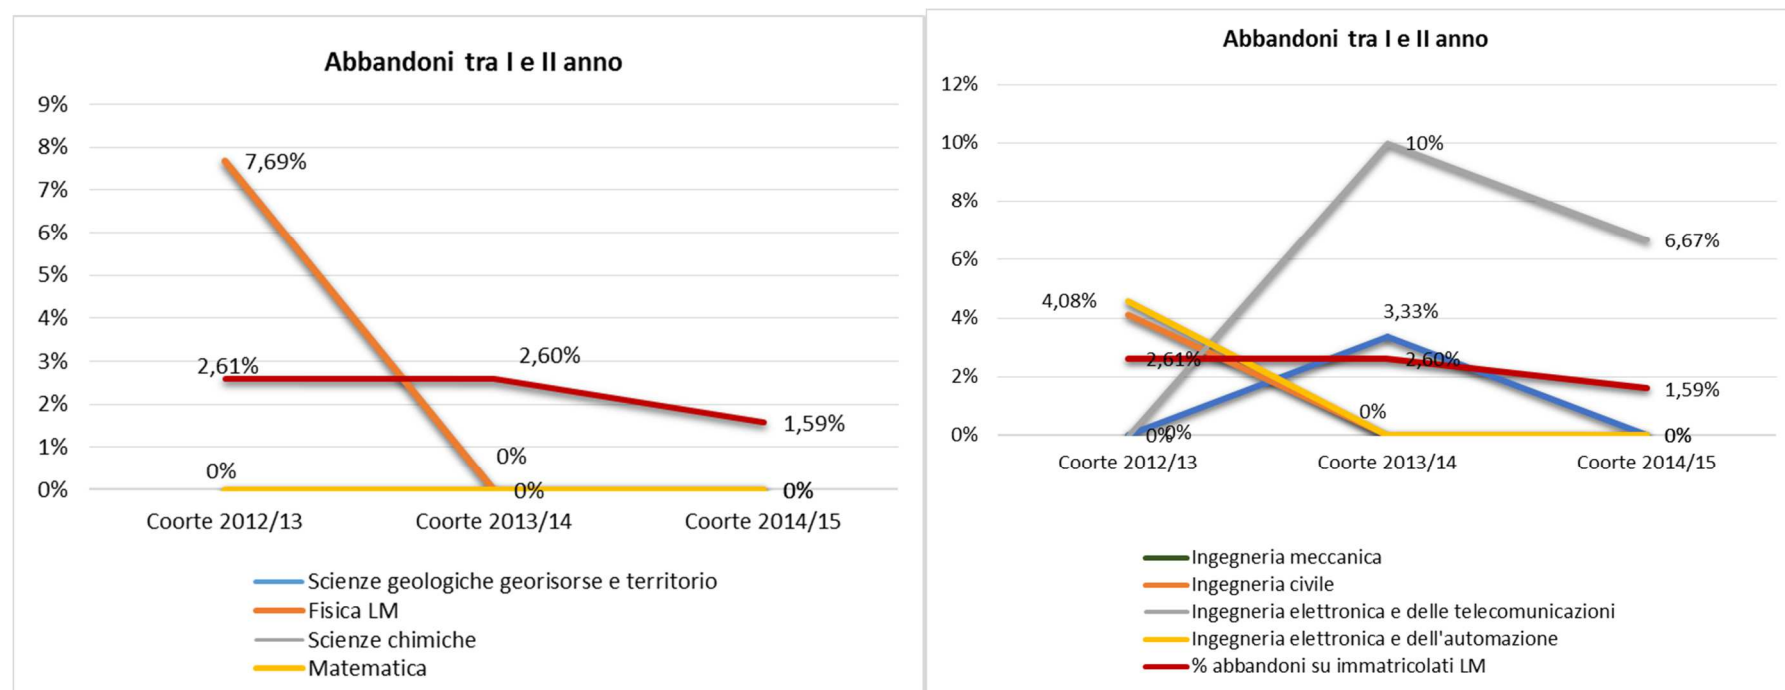 Abbandoni tra I e II anno
9%
8%
7%
6%
5%
4%
3%
2%
1%
0%
7,69%
2,61%
2,60%
1,59%
0%
0%
0%
0%
Coorte 2012/13
Coorte 2013/14
Coorte 2014/15
Scienze geologiche georisorse e territorio
Fisica LM
Scienze chimiche
Matematica
Abbandoni tra I e II anno
12%
10%
8%
6%
4%
2%
0%
10%
6,67%
4,08%
3,33%
2,61%
2,60%
1,59%
0%
0%
0%
0%
Coorte 2012/13
Coorte 2013/14
Coorte 2014/15
Ingegneria meccanica
Ingegneria civile
Ingegneria elettronica e delle telecomunicazioni
Ingegneria elettronica e dell'automazione
% abbandoni su immatricolati LM